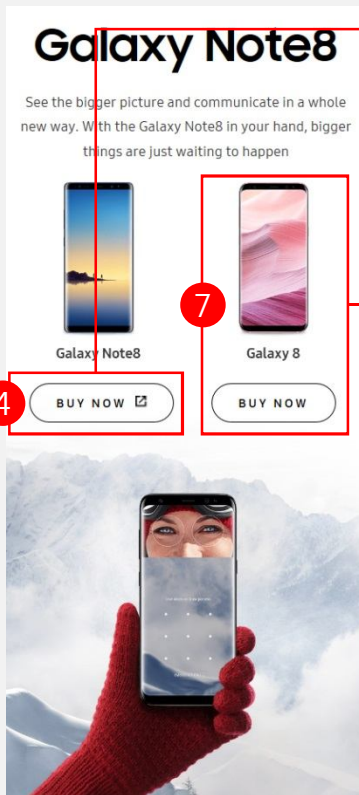 Galaxy Note8
See the bigger picture and communicate in a whole
new way. With the Galaxy Note8 in your hand, bigger
things are just waiting to happen
7
Galaxy Note8
Galaxy 8
4
BUY NOW
BUY NOW